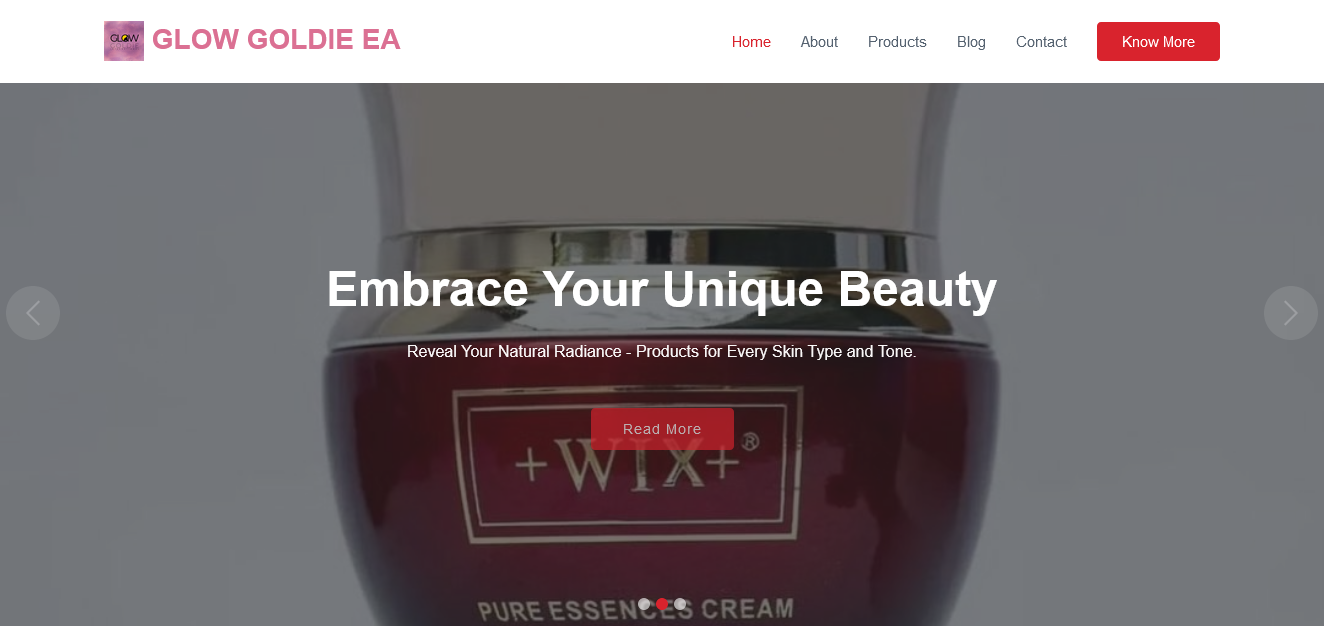 GLOW
GLOW GOLDIE EA
Home
About
Products
Blog
Contact
Know More
Embrace Your Unique Beauty
Reveal Your Natural Radiance - Products for Every Skin Type and Tone.
Read More
+WIX+®
PURE ESSENCES CREAM